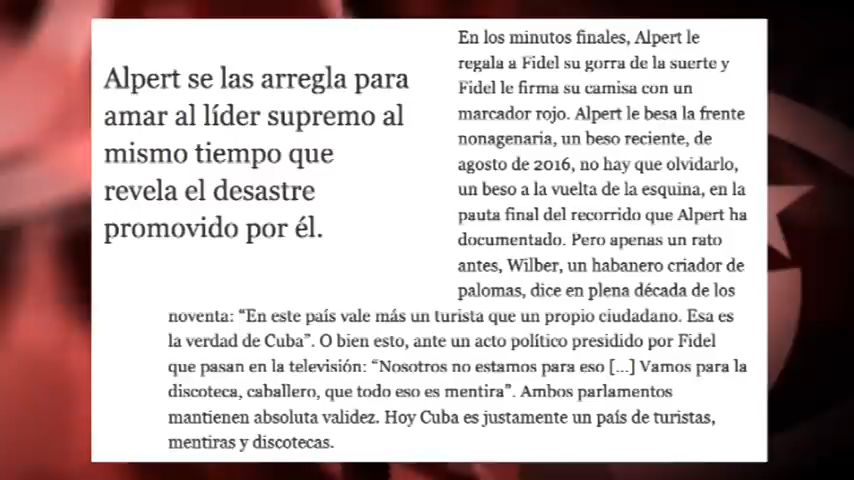 Alpert se las arregla para
amar al líder supremo al
mismo tiempo que
revela el desastre
promovido por él.
En los minutos finales, Alpert le
regala a Fidel su gorra de la suerte y
Fidel le firma su camisa con un
marcador rojo. Alpert le besa la frente
nonagenaria, un beso reciente, de
agosto de 2016, no hay que olvidarlo,
un beso a la vuelta de la esquina, en la
pauta final del recorrido que Alpert ha
documentado. Pero apenas un rato
antes, Wilber, un habanero criador de
palomas, dice en plena década de los
noventa: “En este país vale más un turista que un propio ciudadano. Esa es
la verdad de Cuba”. O bien esto, ante un acto político presidido por Fidel
que pasan en la televisión: “Nosotros no estamos para eso [...] Vamos para la
discoteca, caballero, que todo eso es mentira”. Ambos parlamentos
mantienen absoluta validez. Hoy Cuba es justamente un país de turistas,
mentiras y discotecas.